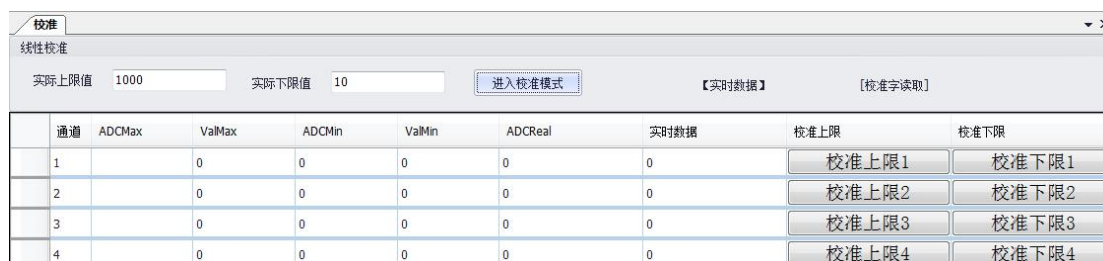 校准
线性校准
实际上限值 1000 实际下限值 10 进入校准模式 【实时数据】 [校准字读取]
通道 ADCMax ValMax ADCMin ValMin ADCReal 实时数据 校准上限 校准下限
1 0 0 0 0 0 校准上限1 校准下限1
2 0 0 0 0 0 校准上限2 校准下限2
3 0 0 0 0 0 校准上限3 校准下限3
4 0 0 0 0 0 校准上限4 校准下限4